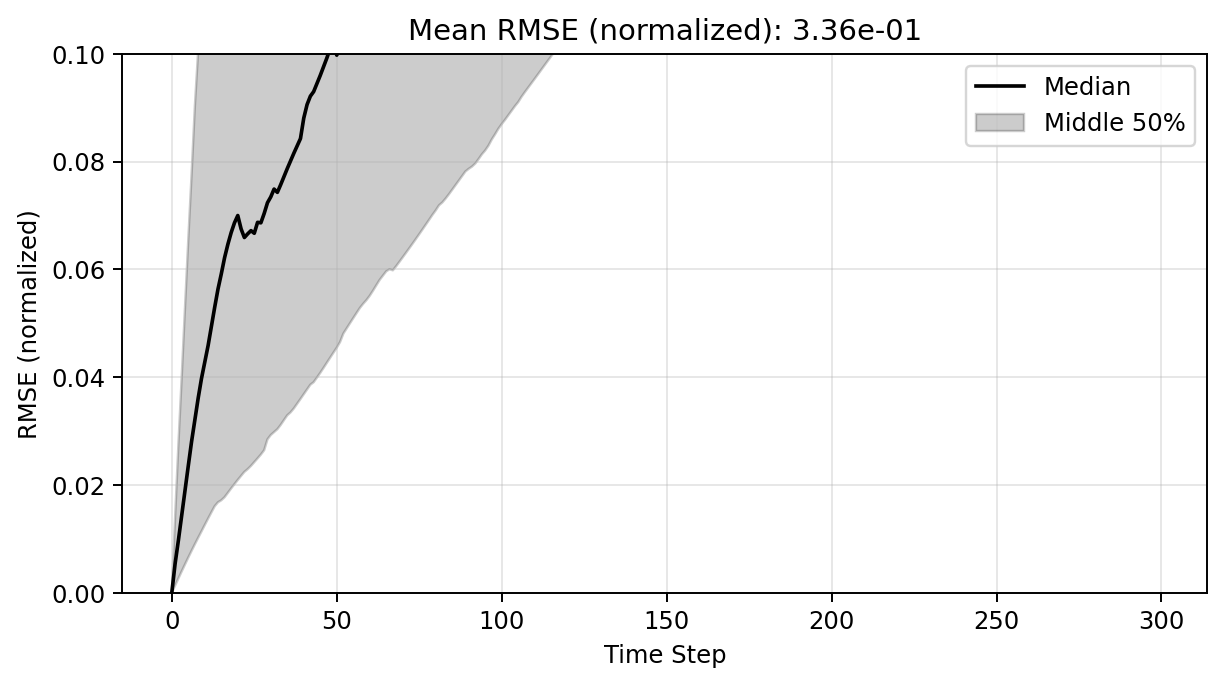 Mean RMSE (normalized): 3.36e-01
0.10
0.08
0.06
0.04
0.02
0.00
RMSE (normalized)
Median
Middle 50%
0 50 100 150 200 250 300
Time Step